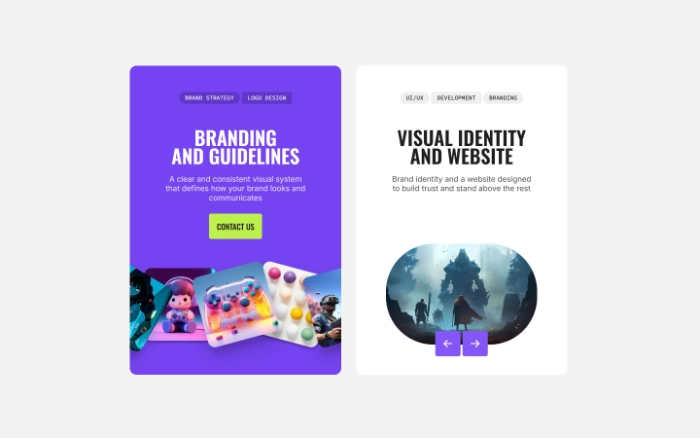 BRAND STRATEGY
LOGO DESIGN
BRANDING
AND GUIDELINES
A clear and consistent visual system
that defines how your brand looks and
communicates
CONTACT US
UI/UX
DEVELOPMENT
BRANDING
VISUAL IDENTITY
AND WEBSITE
Brand identity and a website designed
to build trust and stand above the rest